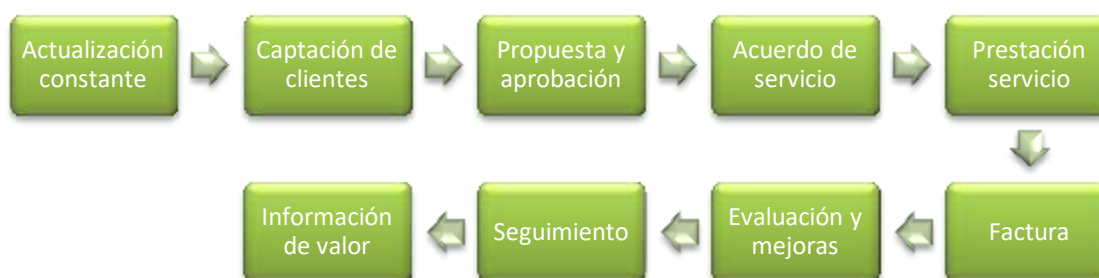 Actualización
constante
Captación de
clientes
Propuesta y
aprobación
Acuerdo de
servicio
Prestación
servicio
Factura
Evaluación y
mejoras
Seguimiento
Información
de valor